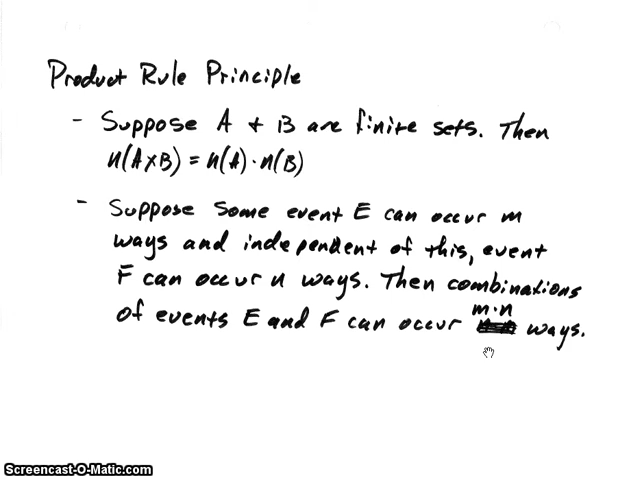 Product Rule Principle
- Suppose A + B are finite sets. Then
n(A×B) = n(A)·n(B)
- Suppose some event E can occur m
ways and independent of this, event
F can occur n ways. Then combinations
of events E and F can occur m·n ways.
Screencast-O-Matic.com